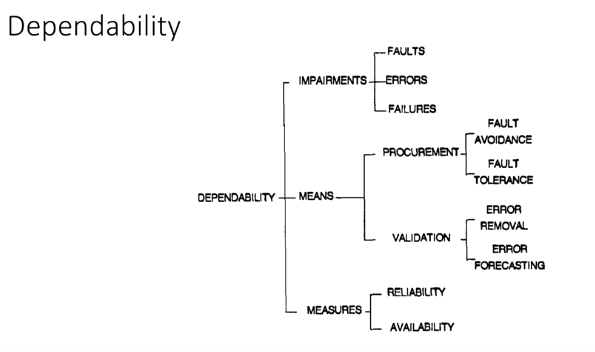 Dependability
FAULTS
IMPAIRMENTS
ERRORS
FAILURES
FAULT
AVOIDANCE
PROCUREMENT
FAULT
TOLERANCE
DEPENDABILITY
MEANS
ERROR
REMOVAL
VALIDATION
ERROR
FORECASTING
RELIABILITY
MEASURES
AVAILABILITY